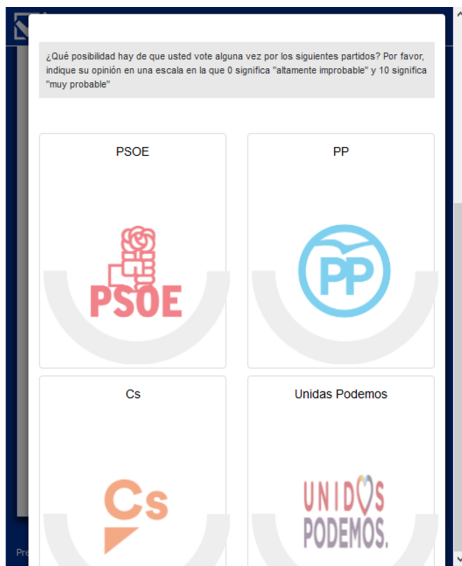 ¿Qué posibilidad hay de que usted vote alguna vez por los siguientes partidos? Por favor,
indique su opinión en una escala en la que 0 significa "altamente improbable" y 10 significa
"muy probable"
PSOE
PP
PSOE
PP
Cs
Unidas Podemos
Cs
UNIDOS
PODEMOS.
Pre